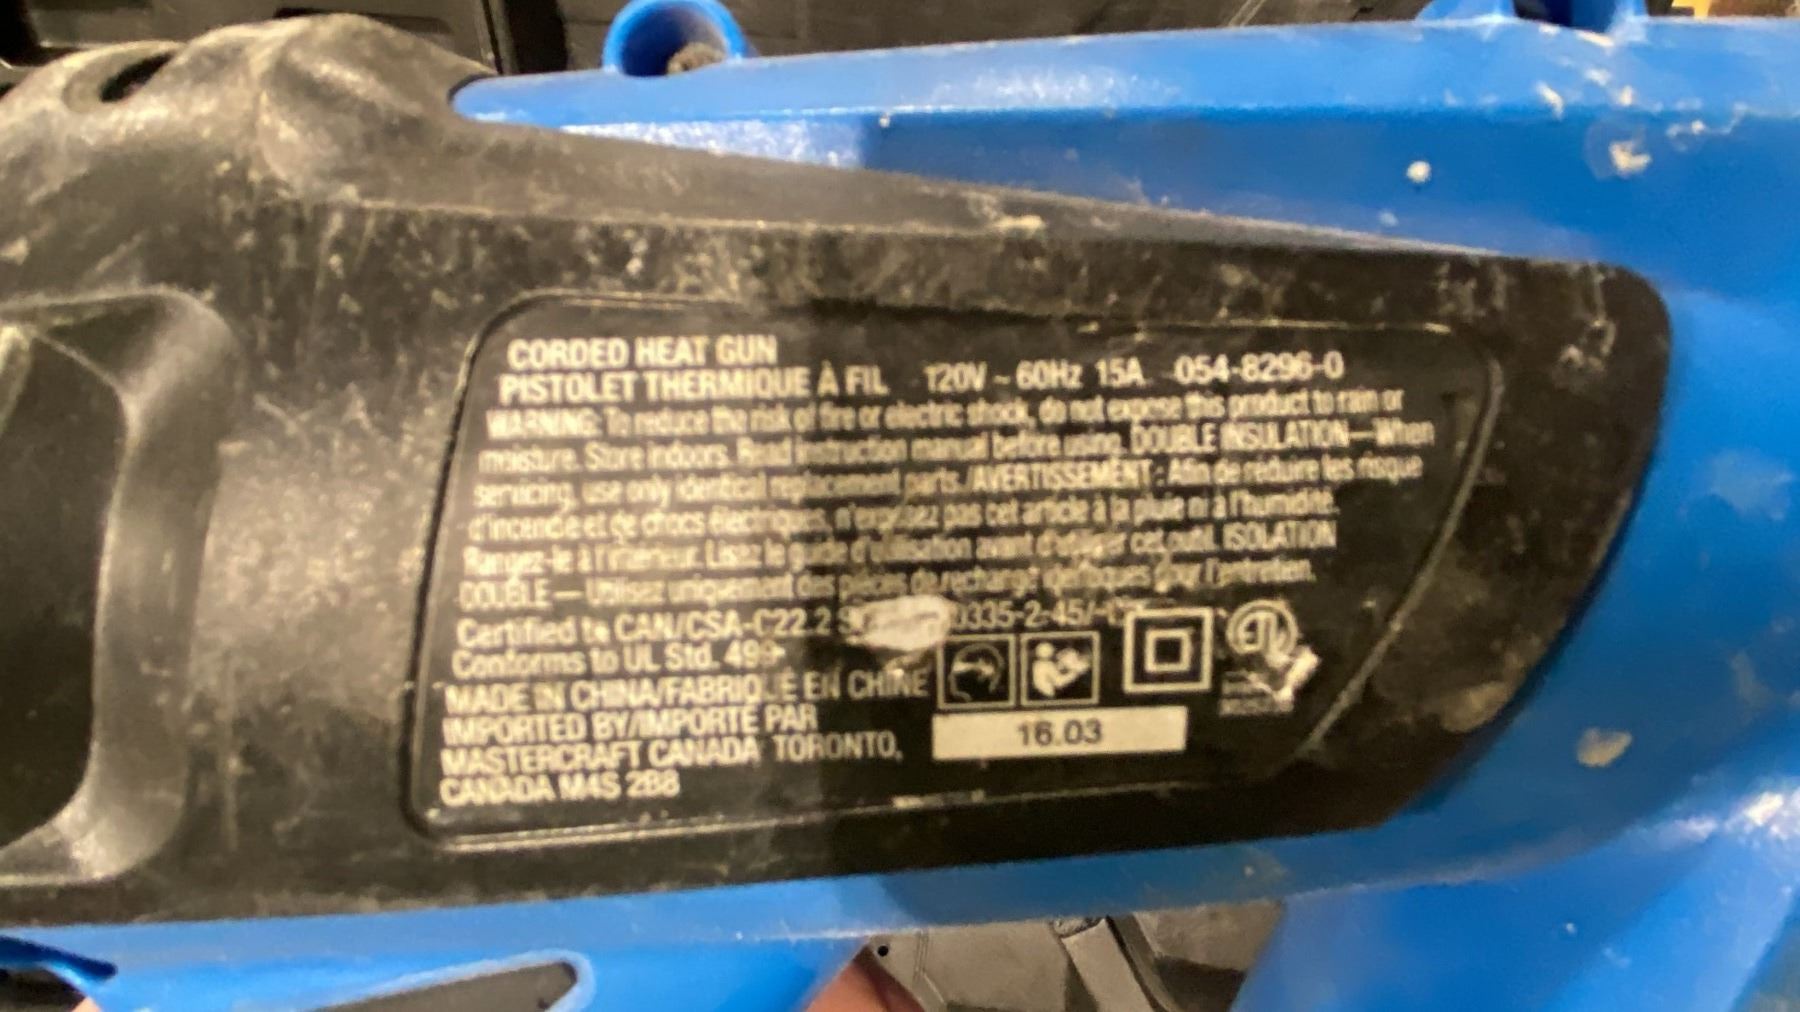 CORDED HEAT GUN
PISTOLET THERMIQUE À FIL 120V ~ 60Hz 15A 054-8296-0
WARNING: To reduce the risk of fire or electric shock, do not expose this product to rain or
moisture. Store indoors. Read instruction manual before using. DOUBLE INSULATION—When
servicing, use only identical replacement parts./AVERTISSEMENT : Afin de réduire les risque
d'incendie et de chocs électriques, n'exposez pas cet article à la pluie ni à l'humidité.
Rangez-le à l'intérieur. Lisez le guide d'utilisation avant d'utiliser cet outil. ISOLATION
DOUBLE — Utilisez uniquement des pièces de rechange identiques pour l'entretien.
Certified to CAN/CSA-C22.2 0335-2-45/
Conforms to UL Std. 499
MADE IN CHINA/FABRIQUÉ EN CHINE
IMPORTED BY/IMPORTÉ PAR
MASTERCRAFT CANADA TORONTO,
CANADA M4S 2B8
16.03